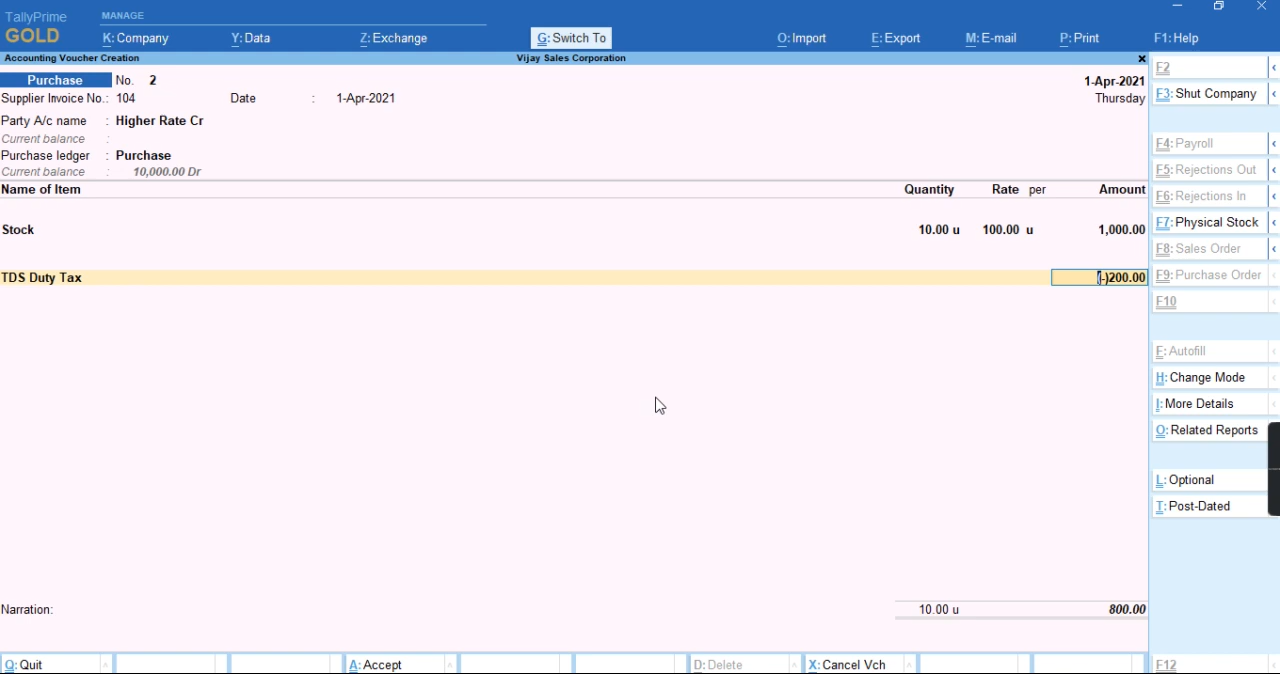 TallyPrime
GOLD
MANAGE
K: Company Y: Data Z: Exchange G: Switch To O: Import E: Export M: E-mail P: Print F1: Help
Accounting Voucher Creation Vijay Sales Corporation
Purchase No. 2 1-Apr-2021
Supplier Invoice No.: 104 Date : 1-Apr-2021 Thursday
Party A/c name : Higher Rate Cr
Current balance :
Purchase ledger : Purchase
Current balance : 10,000.00 Dr
Name of Item Quantity Rate per Amount
Stock 10.00 u 100.00 u 1,000.00
TDS Duty Tax (-)200.00
Narration: 10.00 u 800.00
Q: Quit A: Accept D: Delete X: Cancel Vch
F2
F3: Shut Company
F4: Payroll
F5: Rejections Out
F6: Rejections In
F7: Physical Stock
F8: Sales Order
F9: Purchase Order
F10
F: Autofill
H: Change Mode
I: More Details
O: Related Reports
L: Optional
T: Post-Dated
F12